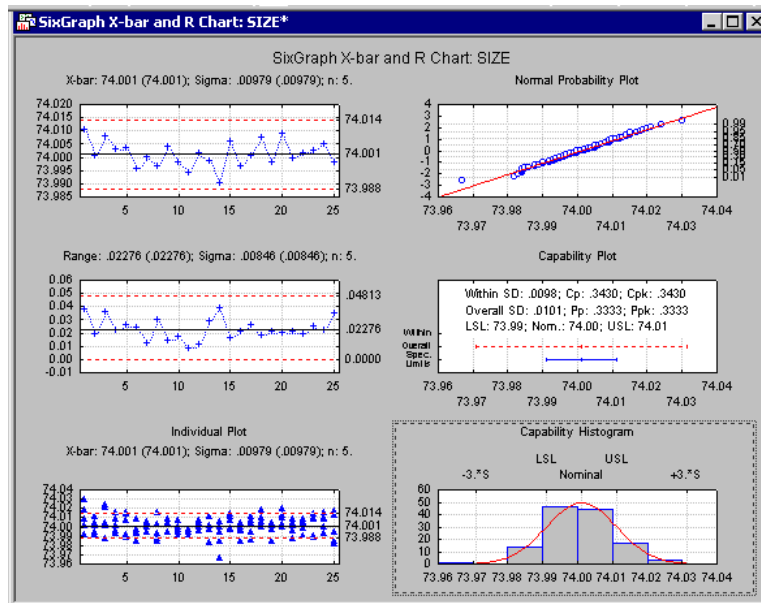 SixGraph X-bar and R Chart: SIZE*
SixGraph X-bar and R Chart: SIZE
X-bar: 74.001 (74.001); Sigma: .00979 (.00979); n: 5.
74.020
74.015
74.010
74.005
74.000
73.995
73.990
73.985
74.014
74.001
73.988
5 10 15 20 25
Normal Probability Plot
4
3
2
1
0
-1
-2
-3
-4
0.99
.05
0.01
73.96 73.98 74.00 74.02 74.04
73.97 73.99 74.01 74.03
Range: .02276 (.02276); Sigma: .00846 (.00846); n: 5.
0.06
0.05
0.04
0.03
0.02
0.01
0.00
-0.01
.04813
.02276
0.0000
5 10 15 20 25
Capability Plot
Within SD: .0098; Cp: .3430; Cpk: .3430
Overall SD: .0101; Pp: .3333; Ppk: .3333
LSL: 73.99; Nom.: 74.00; USL: 74.01
Within
Overall
Spec.
Limits
73.96 73.98 74.00 74.02 74.04
73.97 73.99 74.01 74.03
Individual Plot
X-bar: 74.001 (74.001); Sigma: .00979 (.00979); n: 5.
74.04
74.03
74.02
74.01
74.00
73.99
73.98
73.97
73.96
74.014
74.001
73.988
5 10 15 20 25
Capability Histogram
LSL USL
-3.*S Nominal +3.*S
60
50
40
30
20
10
0
73.96 73.98 74.00 74.02 74.04
73.97 73.99 74.01 74.03